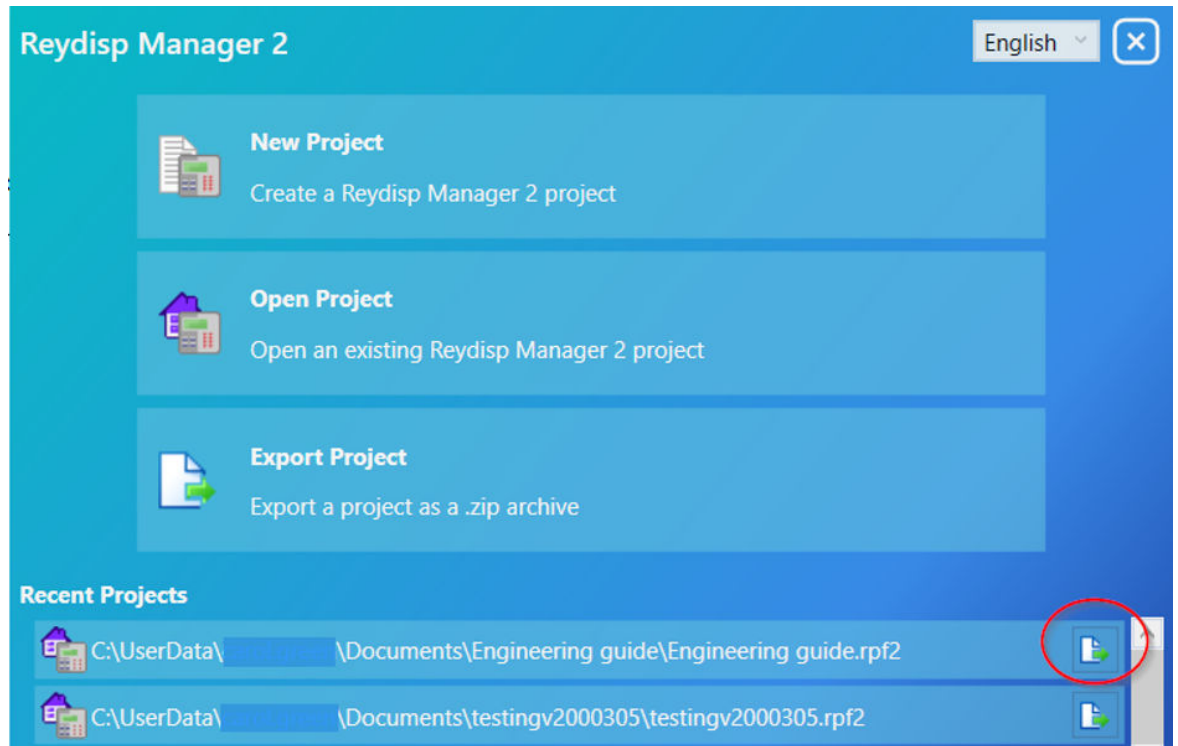 Reydisp Manager 2
English
New Project
Create a Reydisp Manager 2 project
Open Project
Open an existing Reydisp Manager 2 project
Export Project
Export a project as a .zip archive
Recent Projects
C:\UserData\ \Documents\Engineering guide\Engineering guide.rpf2
C:\UserData\ \Documents\testingv2000305\testingv2000305.rpf2